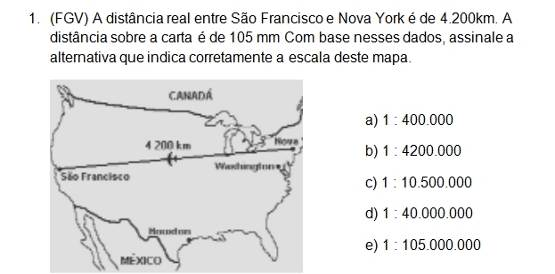 1. (FGV) A distância real entre São Francisco e Nova York é de 4.200km. A
distância sobre a carta é de 105 mm Com base nesses dados, assinale a
alternativa que indica corretamente a escala deste mapa.
CANADÁ
4 200 km
Nova
Washington
São Francisco
Houston
MÉXICO
a) 1 : 400.000
b) 1 : 4200.000
c) 1 : 10.500.000
d) 1 : 40.000.000
e) 1 : 105.000.000